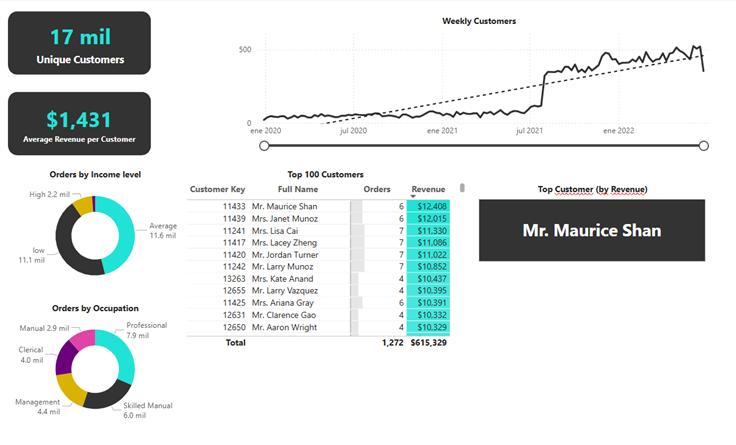 17 mil
Unique Customers
$1,431
Average Revenue per Customer
Weekly Customers
500
0
ene 2020
jul 2020
ene 2021
jul 2021
ene 2022
Orders by Income level
High 2.2 mil
Average
11.6 mil
low
11.1 mil
Orders by Occupation
Manual 2.9 mil
Professional
7.9 mil
Clerical
4.0 mil
Management
4.4 mil
Skilled Manual
6.0 mil
Top 100 Customers
Customer Key Full Name Orders Revenue
11433 Mr. Maurice Shan 6 $12,408
11439 Mrs. Janet Munoz 6 $12,015
11241 Mrs. Lisa Cai 7 $11,330
11417 Mrs. Lacey Zheng 7 $11,086
11420 Mr. Jordan Turner 7 $11,022
11242 Mr. Larry Munoz 7 $10,852
13263 Mrs. Kate Anand 4 $10,437
12655 Mr. Larry Vazquez 4 $10,395
11425 Mrs. Ariana Gray 6 $10,391
12631 Mr. Clarence Gao 4 $10,332
12650 Mr. Aaron Wright 4 $10,329
Total 1,272 $615,329
Top Customer (by Revenue)
Mr. Maurice Shan